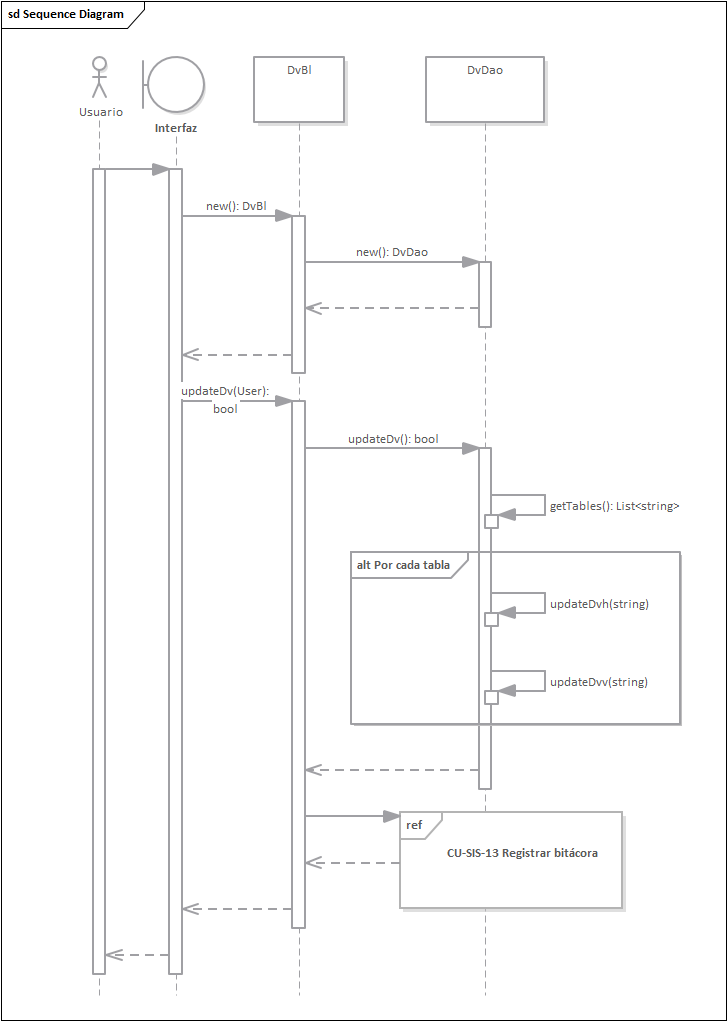 sd Sequence Diagram
DvBl
DvDao
Usuario
Interfaz
new(): DvBl
new(): DvDao
updateDv(User):
bool
updateDv(): bool
getTables(): List<string>
alt Por cada tabla
updateDvh(string)
updateDvv(string)
ref
CU-SIS-13 Registrar bitácora